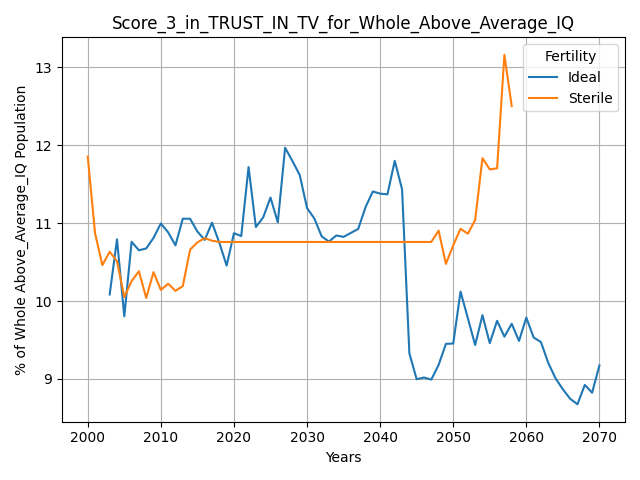 Score_3_in_TRUST_IN_TV_for_Whole_Above_Average_IQ
% of Whole Above_Average_IQ Population
13
12
11
10
9
Fertility
Ideal
Sterile
2000 2010 2020 2030 2040 2050 2060 2070
Years